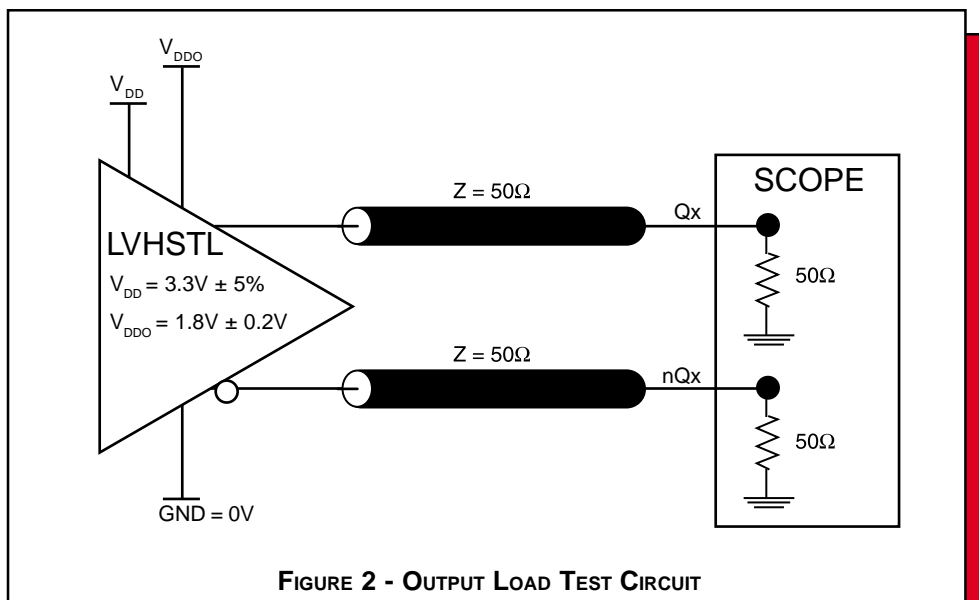 V_DDO
V_DD
Z = 50Ω
Qx
SCOPE
LVHSTL
50Ω
V_DD = 3.3V ± 5%
V_DDO = 1.8V ± 0.2V
Z = 50Ω
nQx
50Ω
GND = 0V
FIGURE 2 - OUTPUT LOAD TEST CIRCUIT